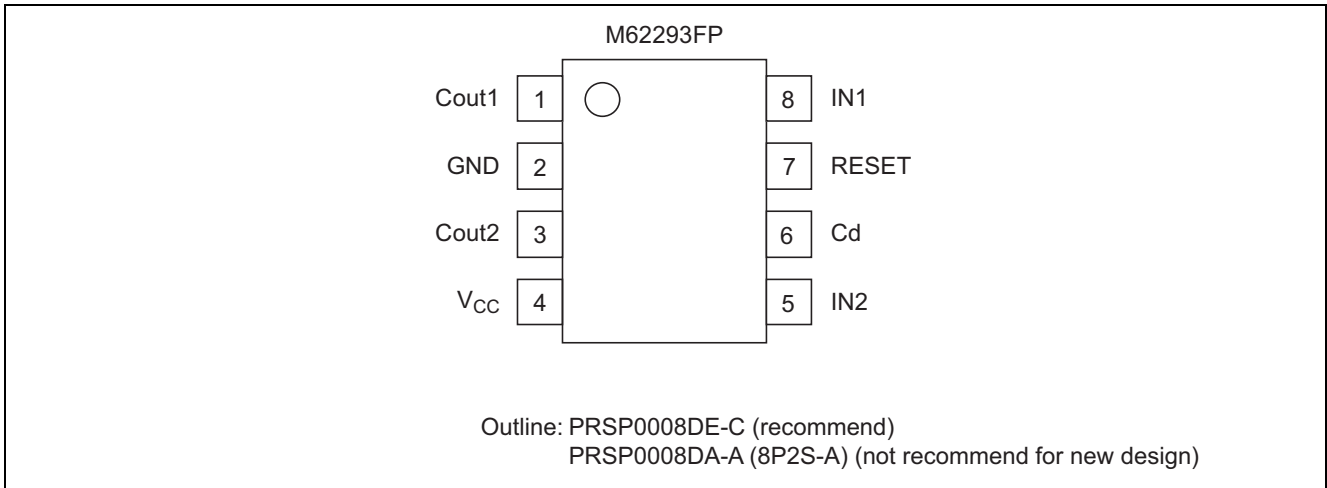 M62293FP
Cout1 1 8 IN1
GND 2 7 RESET
Cout2 3 6 Cd
VCC 4 5 IN2
Outline: PRSP0008DE-C (recommend)
PRSP0008DA-A (8P2S-A) (not recommend for new design)